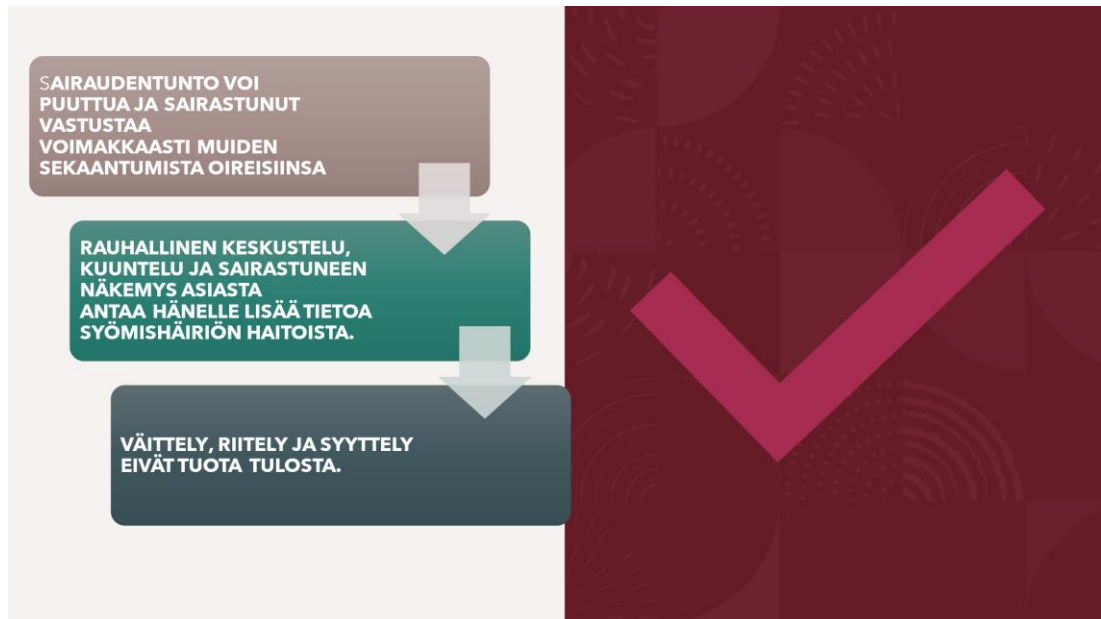 SAIRAUDENTUNTO VOI
PUUTTUA JA SAIRASTUNUT
VASTUSTAA
VOIMAKKAASTI MUIDEN
SEKAANTUMISTA OIREISIINSA
RAUHALLINEN KESKUSTELU,
KUUNTELU JA SAIRASTUNEEN
NÄKEMYS ASIASTA
ANTAA HÄNELLE LISÄÄ TIETOA
SYÖMISHÄIRIÖN HAITOISTA.
VÄITTELY, RIITELY JA SYYTTELY
EIVÄT TUOTA TULOSTA.